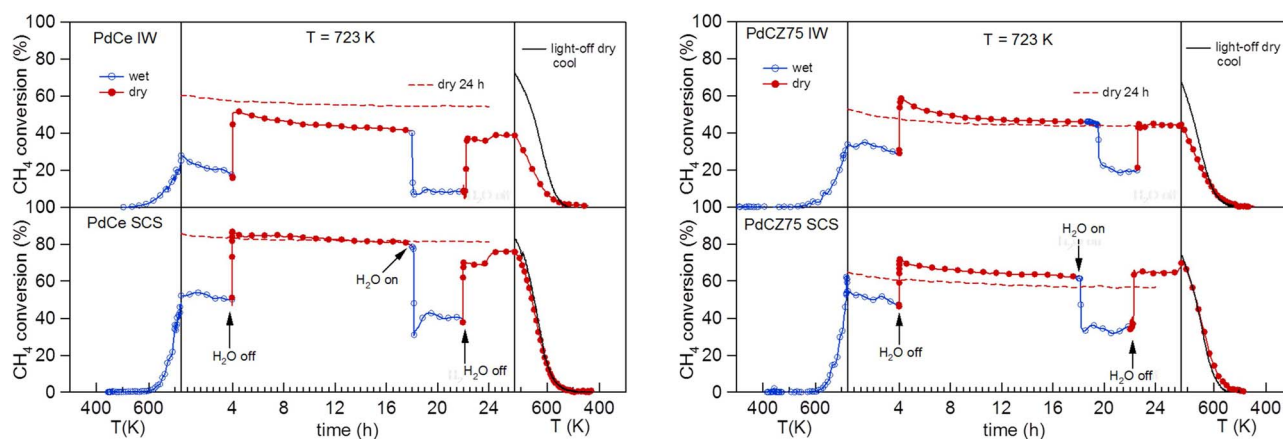 100
PdCe IW
T = 723 K
light-off dry
cool
80
wet
dry
dry 24 h
60
40
20
CH4 conversion (%)
100
PdCe SCS
80
H2O on
60
40
H2O off
H2O off
20
0
CH4 conversion (%)
400 600 4 8 12 16 20 24 600 400
T(K) time (h) T (K)
100
PdCZ75 IW
T = 723 K
light-off dry
cool
80
wet
dry
dry 24 h
60
40
20
CH4 conversion (%)
100
PdCZ75 SCS
H2O on
80
60
40
H2O off
H2O off
20
0
CH4 conversion (%)
400 600 4 8 12 16 20 24 600 400
T(K) time (h) T (K)